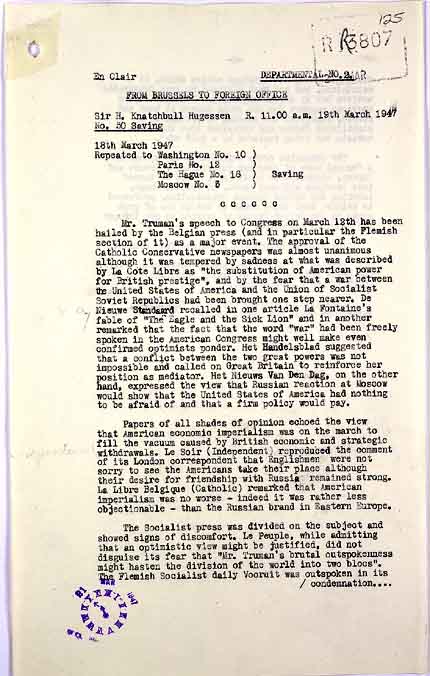 125
R 3807
En Clair
DEPARTMENTAL NO. 2
FROM BRUSSELS TO FOREIGN OFFICE
Sir H. Knatchbull Hugessen R. 11.00 a.m. 19th March 1947
No. 50 Saving
18th March 1947
Repeated to Washington No. 10 )
Paris No. 12 )
The Hague No. 16 ) Saving
Moscow No. 3 )
o o o o o o
Mr. Truman's speech to Congress on March 12th has been
hailed by the Belgian press (and in particular the Flemish
section of it) as a major event. The approval of the
Catholic Conservative newspapers was almost unanimous
although it was tempered by sadness at what was described
by La Cote Libre as "the substitution of American power
for British prestige", and by the fear that a war between
the United States of America and the Union of Socialist
Soviet Republics had been brought one step nearer. De
Nieuwe Standard recalled in one article La Fontaine's
fable of "The Eagle and the Sick Lion" and in another
remarked that the fact that the word "war" had been freely
spoken in the American Congress might well make even
confirmed optimists ponder. Het Handelsblad suggested
that a conflict between the two great powers was not
impossible and called on Great Britain to reinforce her
position as mediator. Het Nieuws Van Den Dag, on the other
hand, expressed the view that Russian reaction at Moscow
would show that the United States of America had nothing
to be afraid of and that a firm policy would pay.
Papers of all shades of opinion echoed the view
that American economic imperialism was on the march to
fill the vacuum caused by British economic and strategic
withdrawals. Le Soir (Independent) reproduced the comment
of its London correspondent that Englishmen were not
sorry to see the Americans take their place although
their desire for friendship with Russia remained strong.
La Libre Belgique (Catholic) remarked that American
imperialism was no worse - indeed it was rather less
objectionable - than the Russian brand in Eastern Europe.
The Socialist press was divided on the subject and
showed signs of discomfort. Le Peuple, while admitting
that an optimistic view might be justified, did not
disguise its fear that "Mr. Truman's brutal outspokenness
might hasten the division of the world into two blocs".
The Flemish Socialist daily Vooruit was outspoken in its
/ condemnation....
MAR
1947